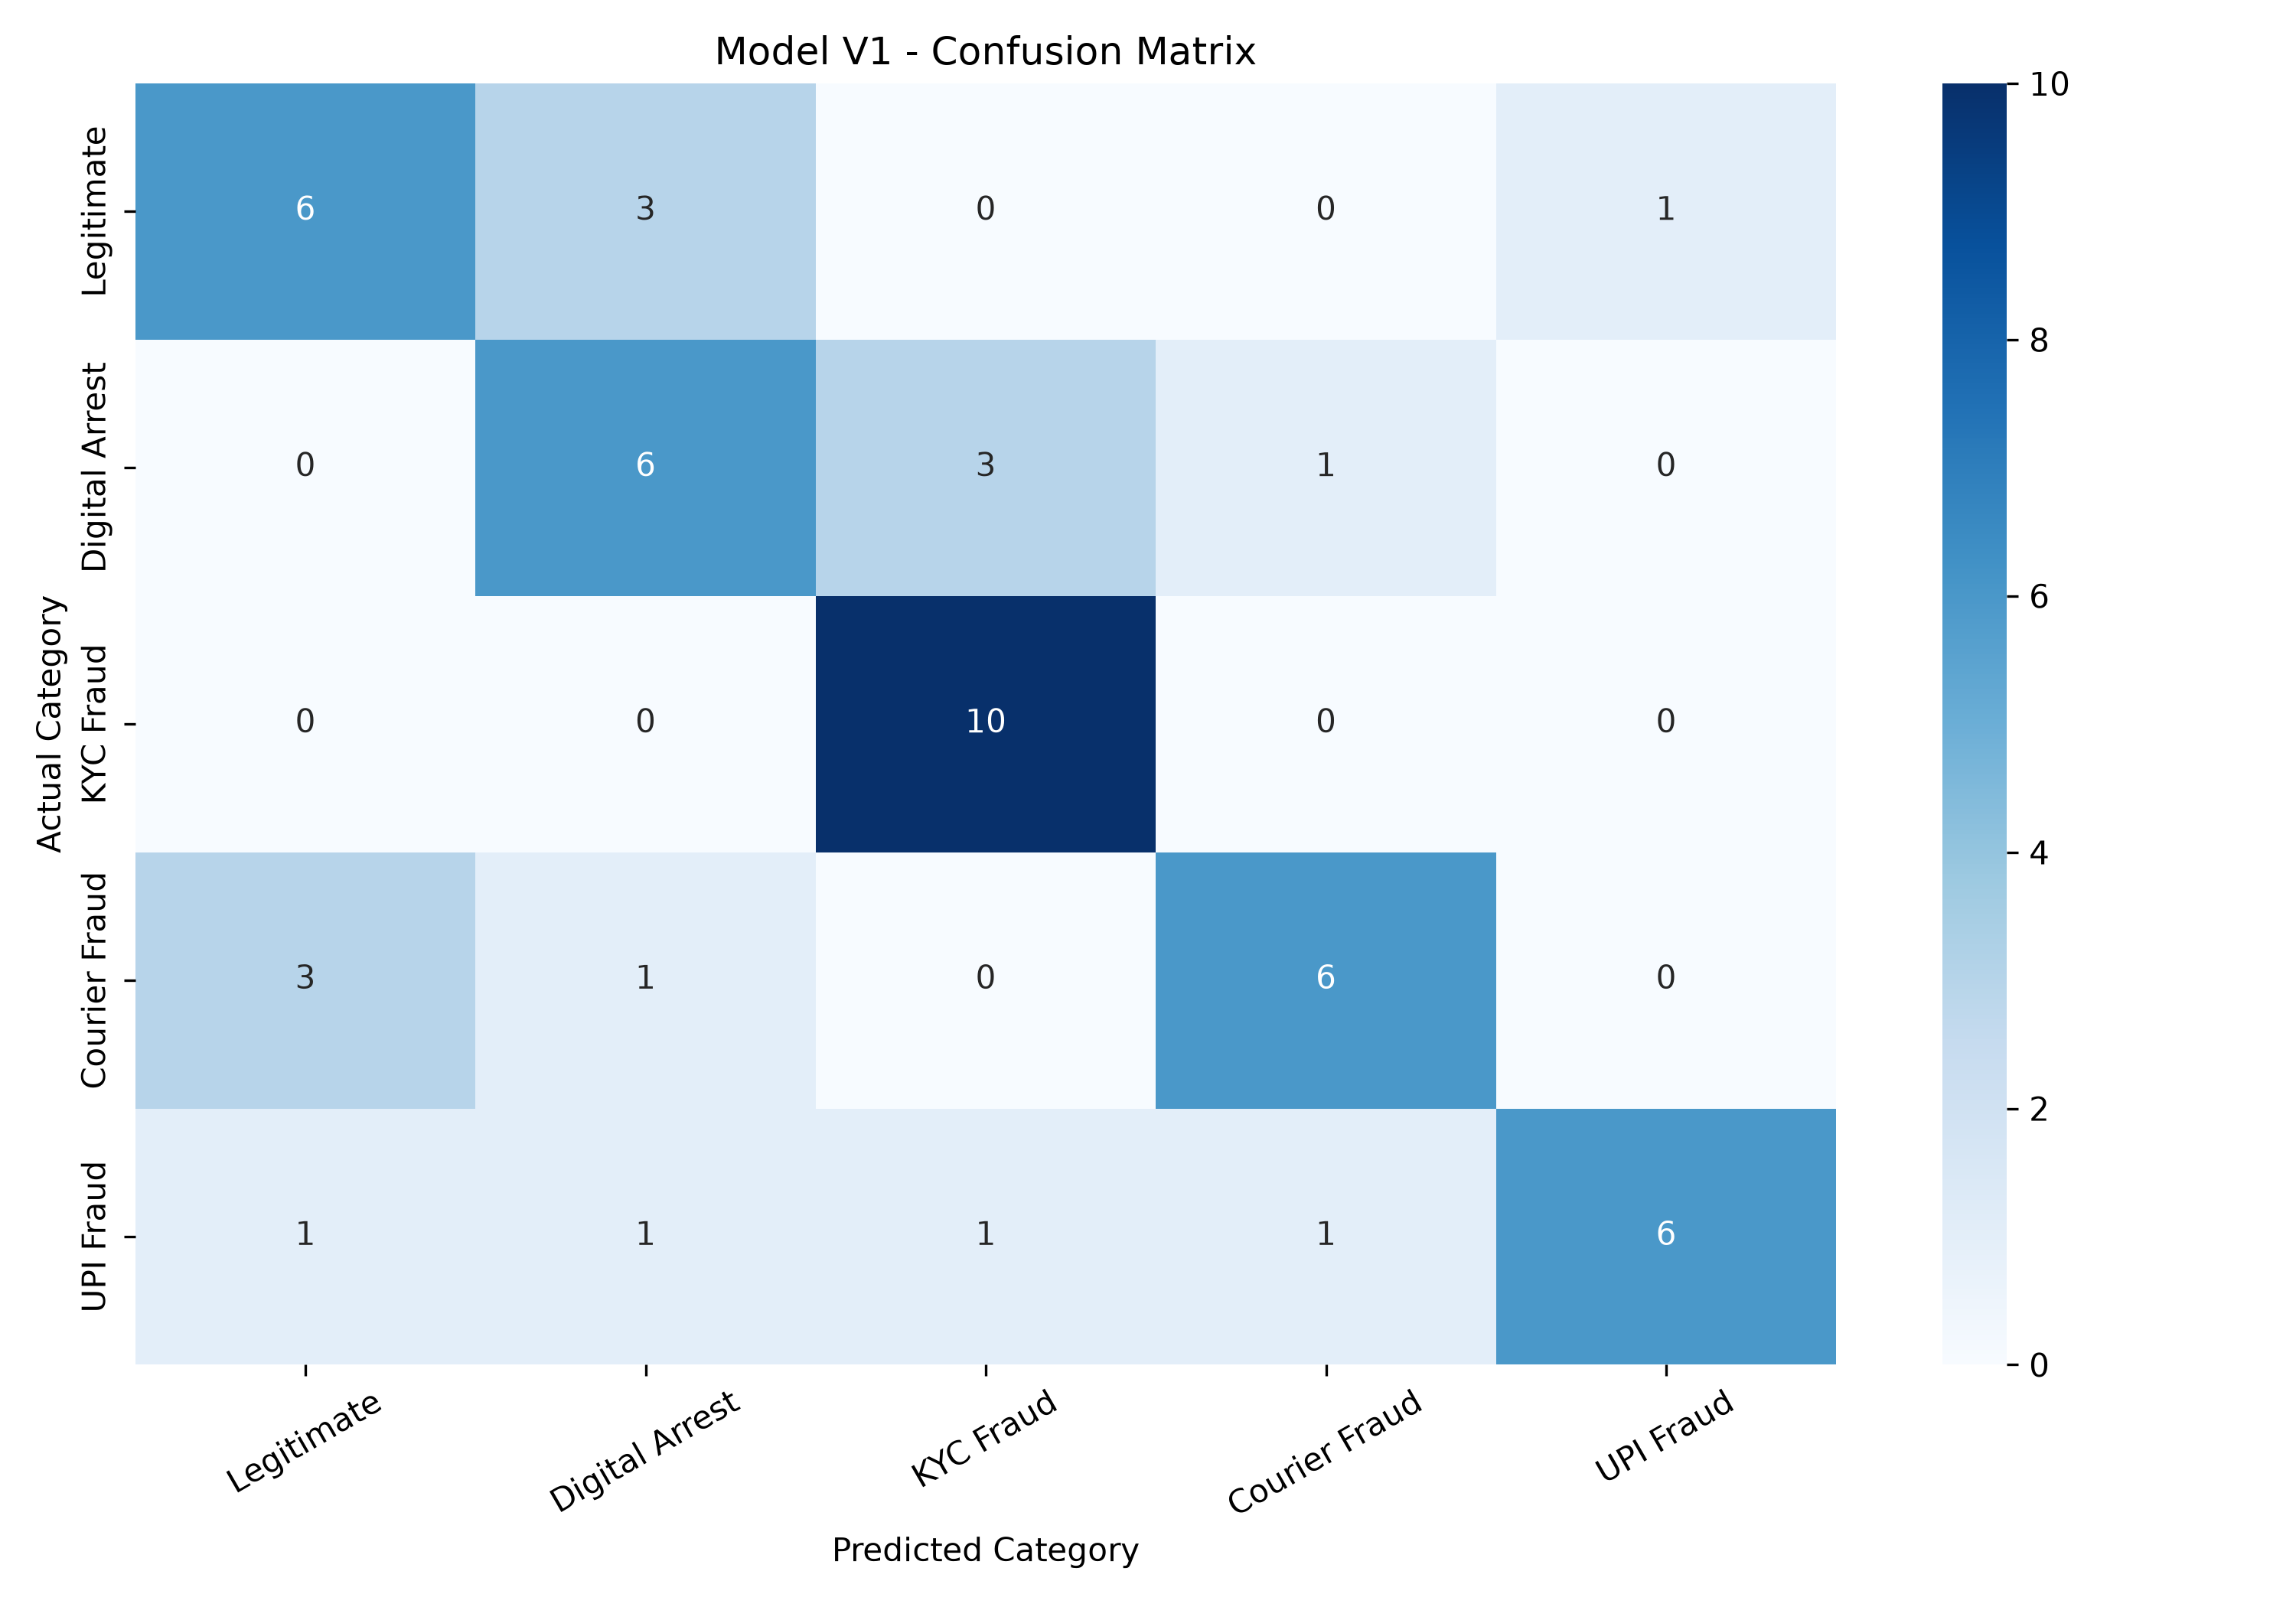 Model V1 - Confusion Matrix
Actual Category
Legitimate
6 3 0 0 1
Digital Arrest
0 6 3 1 0
KYC Fraud
0 0 10 0 0
Courier Fraud
3 1 0 6 0
UPI Fraud
1 1 1 1 6
Legitimate
Digital Arrest
KYC Fraud
Courier Fraud
UPI Fraud
Predicted Category
10
8
6
4
2
0